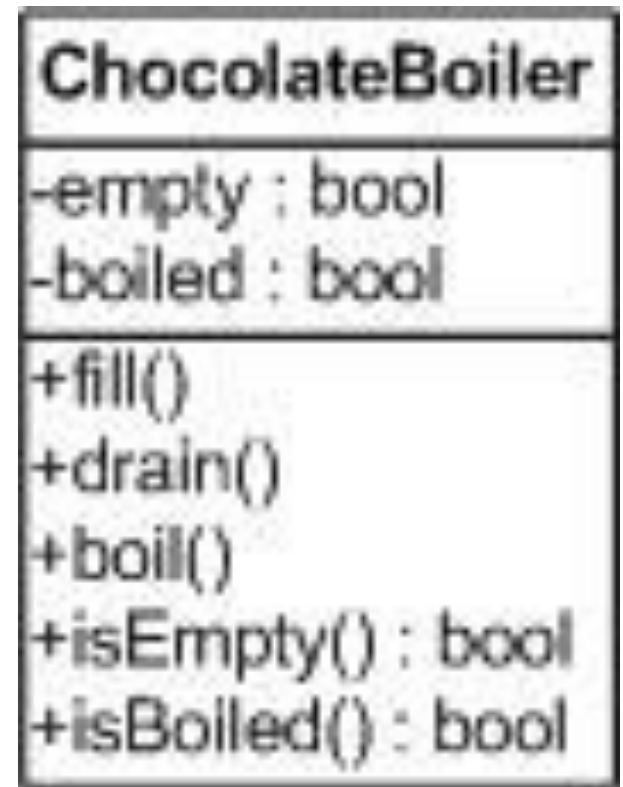 ChocolateBoiler
-empty : bool
-boiled : bool
+fill()
+drain()
+boil()
+isEmpty() : bool
+isBoiled() : bool